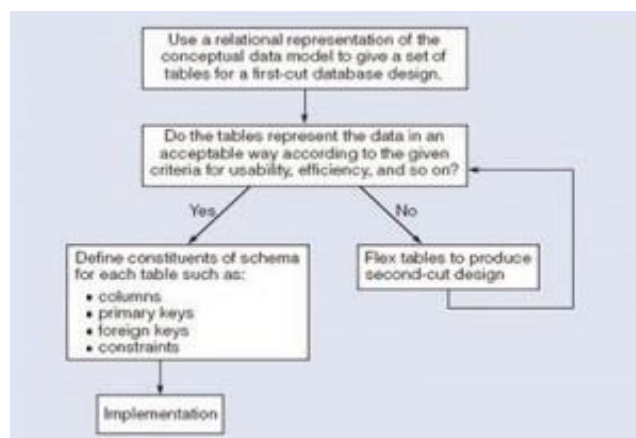 Use a relational representation of the
conceptual data model to give a set of
tables for a first-cut database design.
Do the tables represent the data in an
acceptable way according to the given
criteria for usability, efficiency, and so on?
Yes
No
Define constituents of schema
for each table such as:
• columns
• primary keys
• foreign keys
• constraints
Flex tables to produce
second-cut design
Implementation